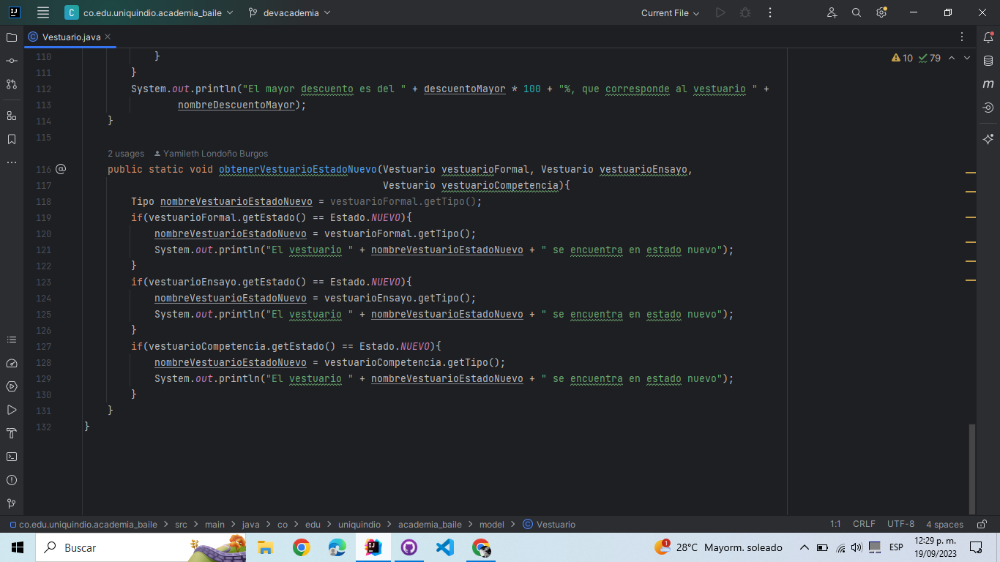 co.edu.uniquindio.academia_baile devacademia Current File
Vestuario.java
110 }
111 }
10 79
112 System.out.println("El mayor descuento es del " + descuentoMayor * 100 + "%, que corresponde al vestuario " +
113 nombreDescuentoMayor);
114 }
115
2 usages Yamileth Londoño Burgos
116 public static void obtenerVestuarioEstadoNuevo(Vestuario vestuarioFormal, Vestuario vestuarioEnsayo,
117 Vestuario vestuarioCompetencia){
118 Tipo nombreVestuarioEstadoNuevo = vestuarioFormal.getTipo();
119 if(vestuarioFormal.getEstado() == Estado.NUEVO){
120 nombreVestuarioEstadoNuevo = vestuarioFormal.getTipo();
121 System.out.println("El vestuario " + nombreVestuarioEstadoNuevo + " se encuentra en estado nuevo");
122 }
123 if(vestuarioEnsayo.getEstado() == Estado.NUEVO){
124 nombreVestuarioEstadoNuevo = vestuarioEnsayo.getTipo();
125 System.out.println("El vestuario " + nombreVestuarioEstadoNuevo + " se encuentra en estado nuevo");
126 }
127 if(vestuarioCompetencia.getEstado() == Estado.NUEVO){
128 nombreVestuarioEstadoNuevo = vestuarioCompetencia.getTipo();
129 System.out.println("El vestuario " + nombreVestuarioEstadoNuevo + " se encuentra en estado nuevo");
130 }
131 }
132 }
co.edu.uniquindio.academia_baile > src > main > java > co > edu > uniquindio > academia_baile > model > Vestuario 1:1 CRLF UTF-8 4 spaces
Buscar 28°C Mayorm. soleado ESP 12:29 p. m.
19/09/2023